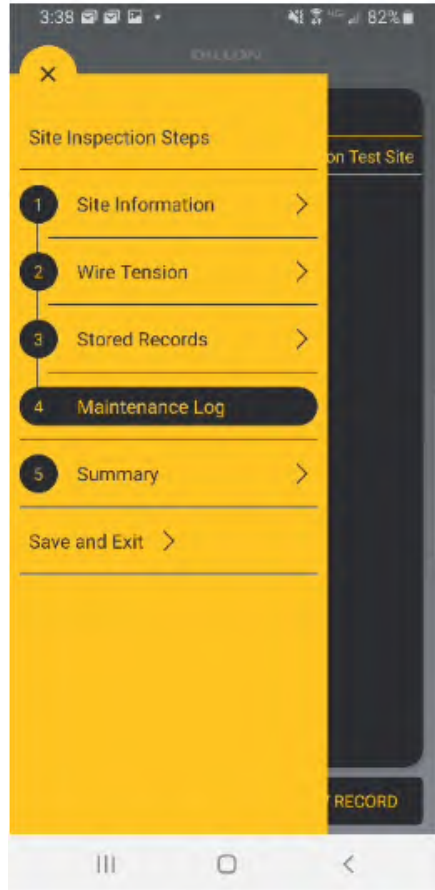 3:38 82%
DILLON
Site Inspection Steps
on Test Site
1 Site Information
2 Wire Tension
3 Stored Records
4 Maintenance Log
5 Summary
Save and Exit
RECORD